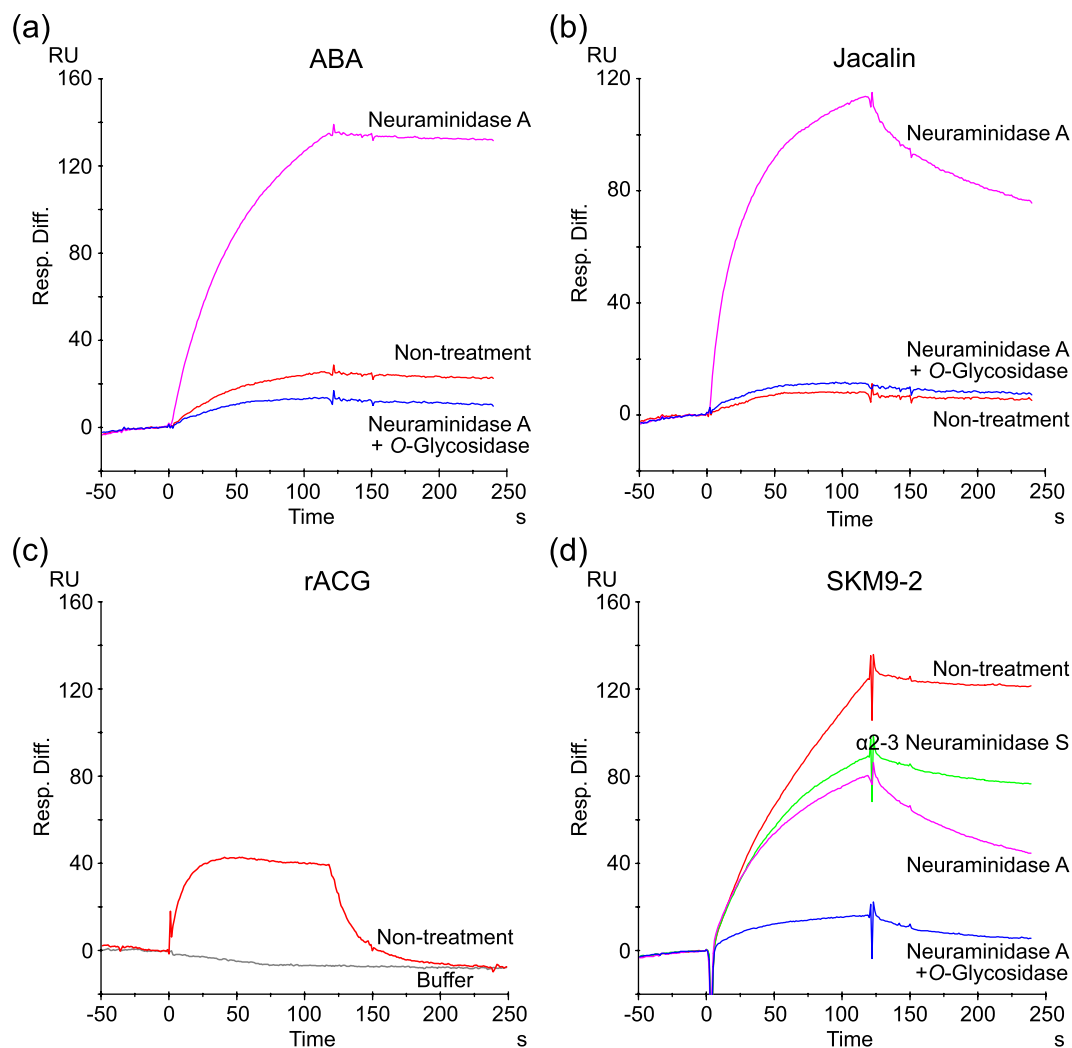 (a)
ABA
RU
160
120
80
40
0
Resp. Diff.
Neuraminidase A
Non-treatment
Neuraminidase A
+ O-Glycosidase
-50 0 50 100 150 200 250
Time
s
(b)
Jacalin
RU
120
80
40
0
Resp. Diff.
Neuraminidase A
Neuraminidase A
+ O-Glycosidase
Non-treatment
-50 0 50 100 150 200 250
Time
s
(c)
rACG
RU
160
120
80
40
0
Resp. Diff.
Non-treatment
Buffer
-50 0 50 100 150 200 250
Time
s
(d)
SKM9-2
RU
160
120
80
40
0
Resp. Diff.
Non-treatment
α2-3 Neuraminidase S
Neuraminidase A
Neuraminidase A
+O-Glycosidase
-50 0 50 100 150 200 250
Time
s